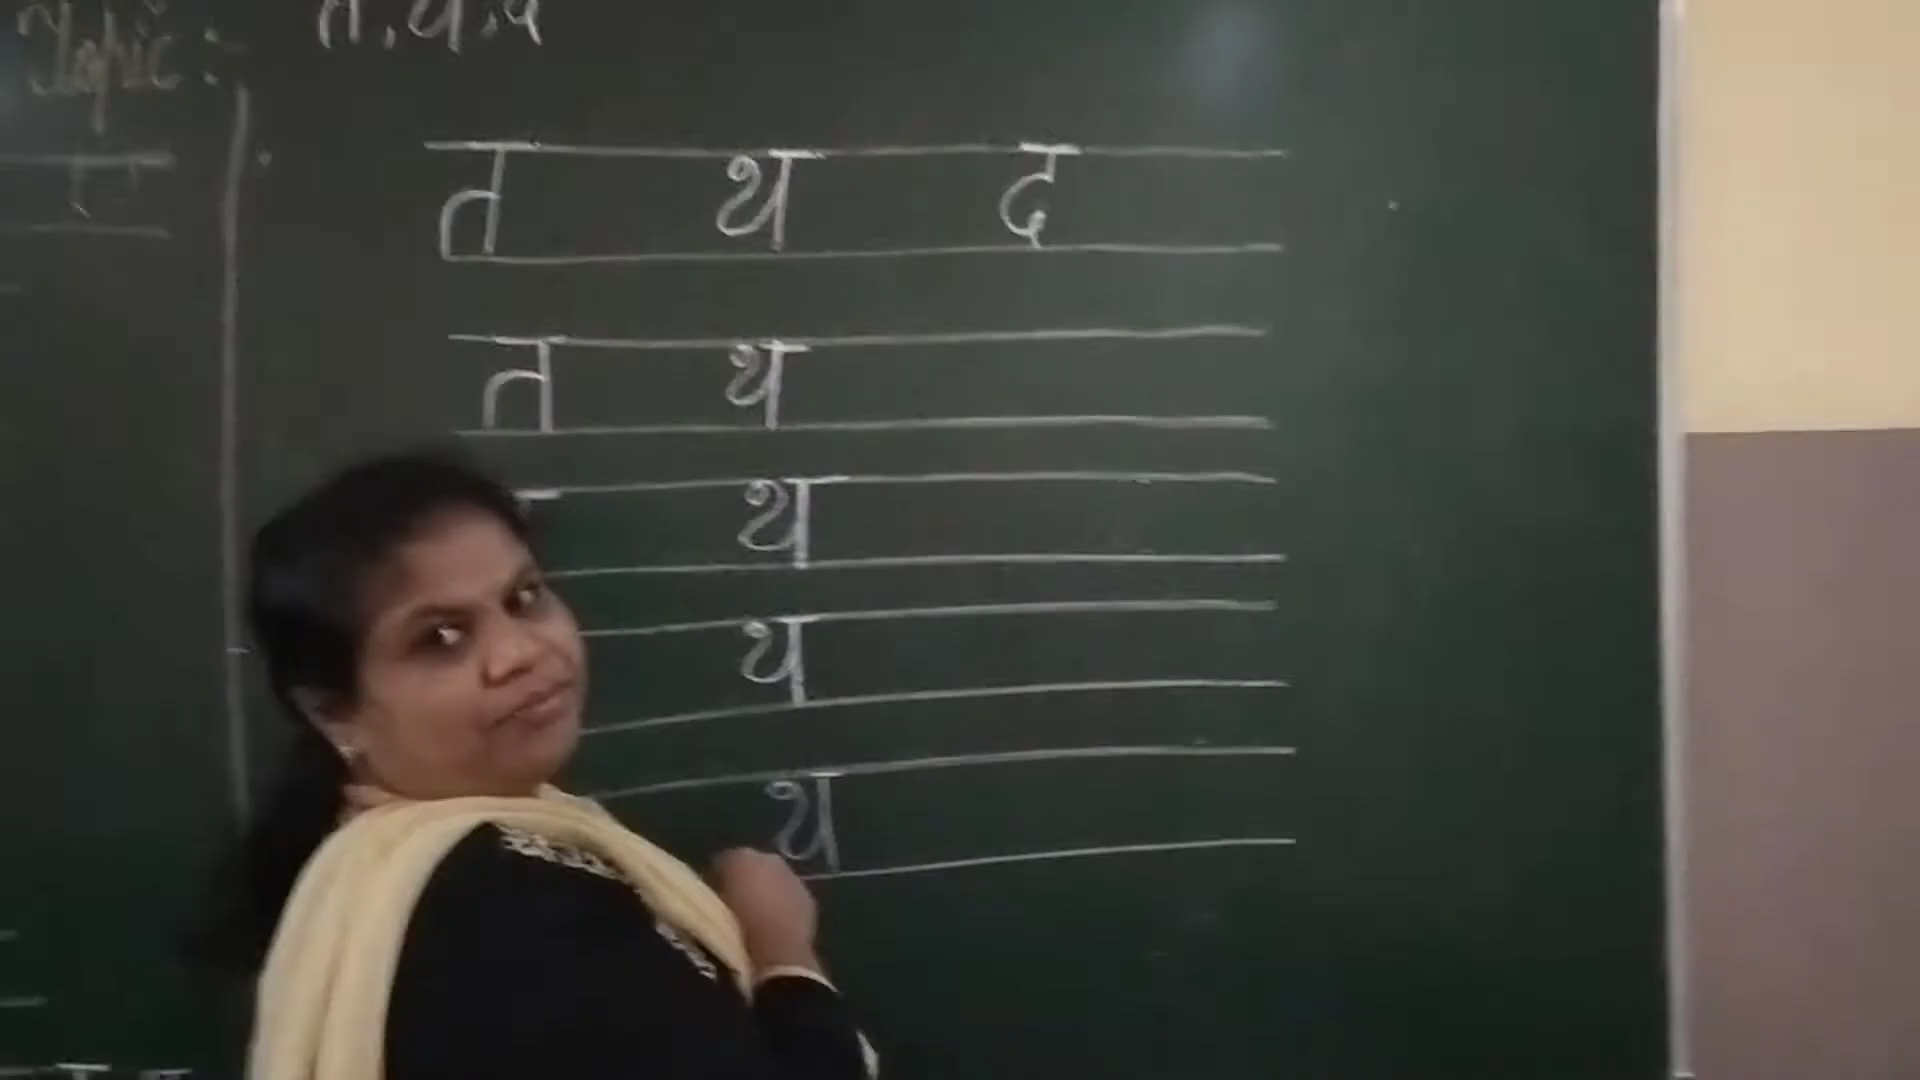 Topic :- त, थ, द
त थ द
त थ
थ
थ
थ